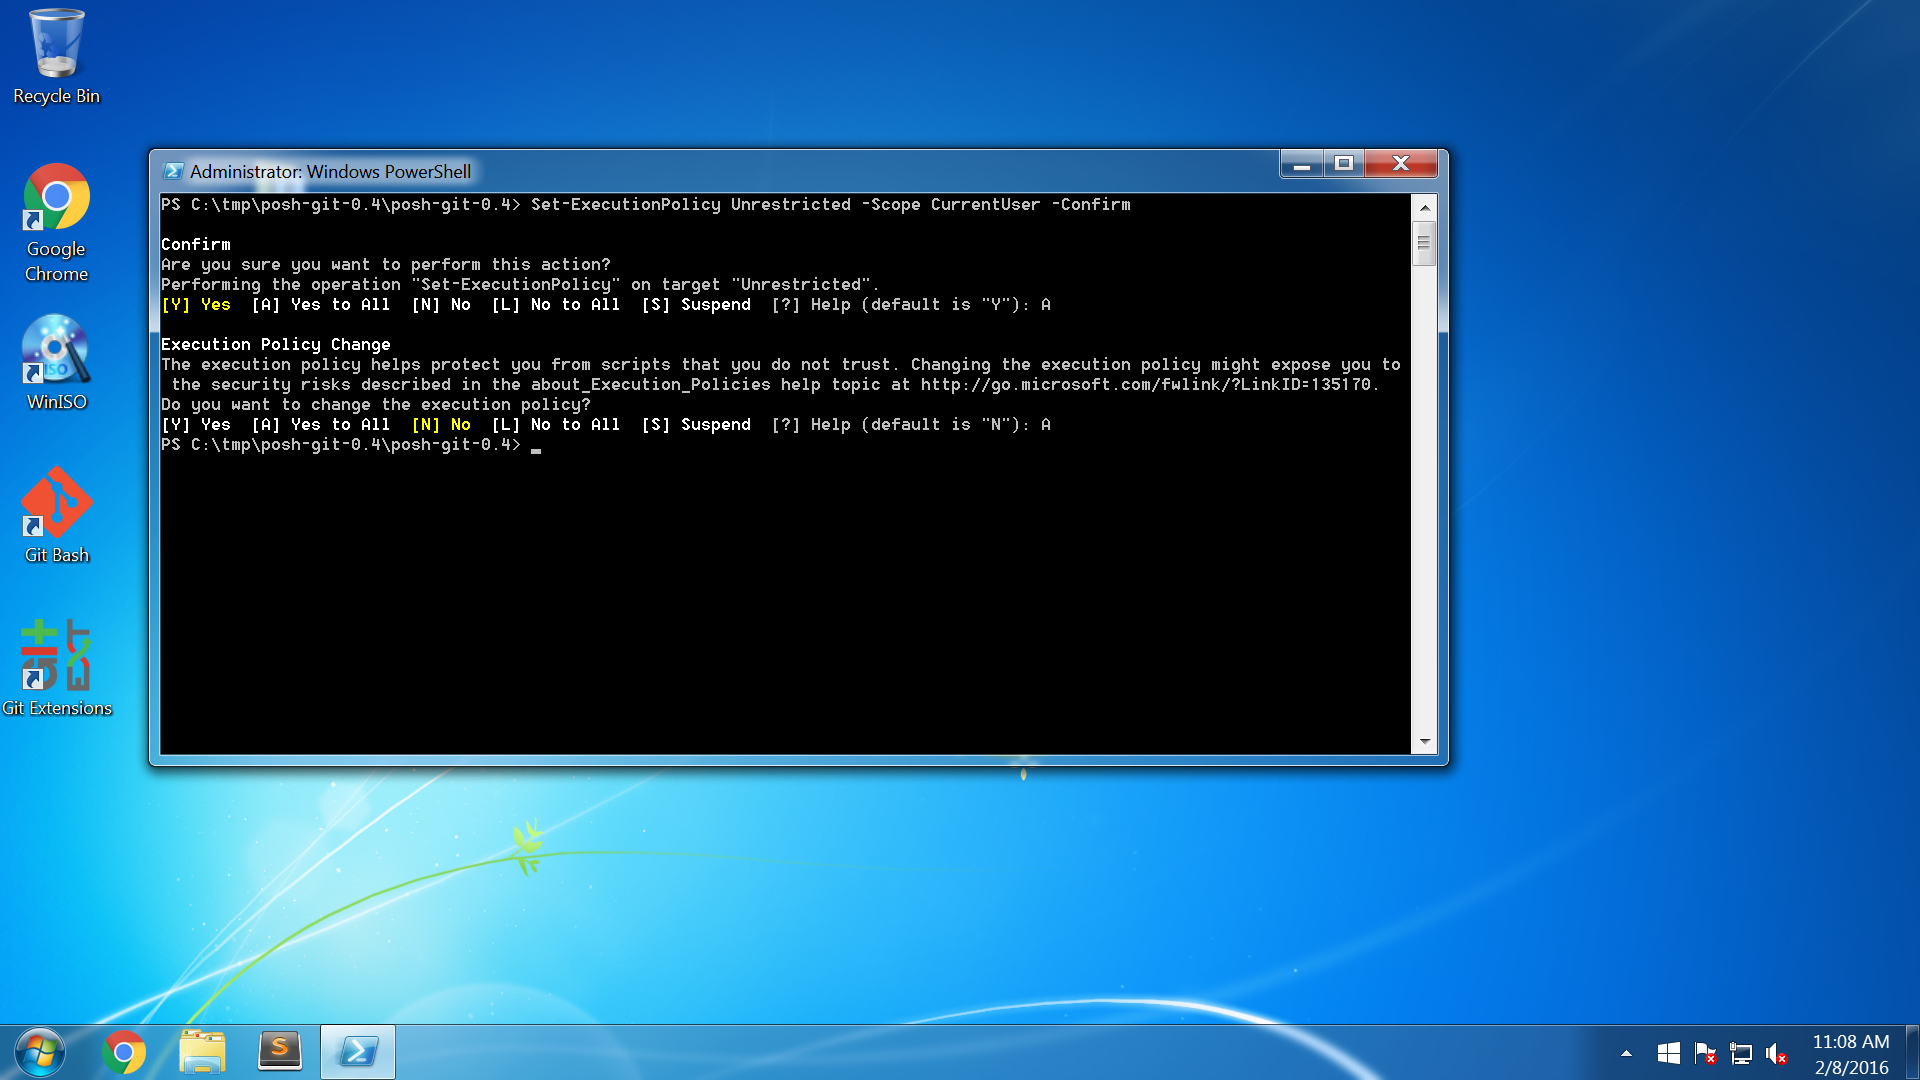 Recycle Bin
Google
Chrome
WinISO
Git Bash
Git Extensions
Administrator: Windows PowerShell
PS C:\tmp\posh-git-0.4\posh-git-0.4> Set-ExecutionPolicy Unrestricted -Scope CurrentUser -Confirm
Confirm
Are you sure you want to perform this action?
Performing the operation "Set-ExecutionPolicy" on target "Unrestricted".
[Y] Yes  [A] Yes to All  [N] No  [L] No to All  [S] Suspend  [?] Help (default is "Y"): A
Execution Policy Change
The execution policy helps protect you from scripts that you do not trust. Changing the execution policy might expose you to
the security risks described in the about_Execution_Policies help topic at http://go.microsoft.com/fwlink/?LinkID=135170.
Do you want to change the execution policy?
[Y] Yes  [A] Yes to All  [N] No  [L] No to All  [S] Suspend  [?] Help (default is "N"): A
PS C:\tmp\posh-git-0.4\posh-git-0.4>
11:08 AM
2/8/2016